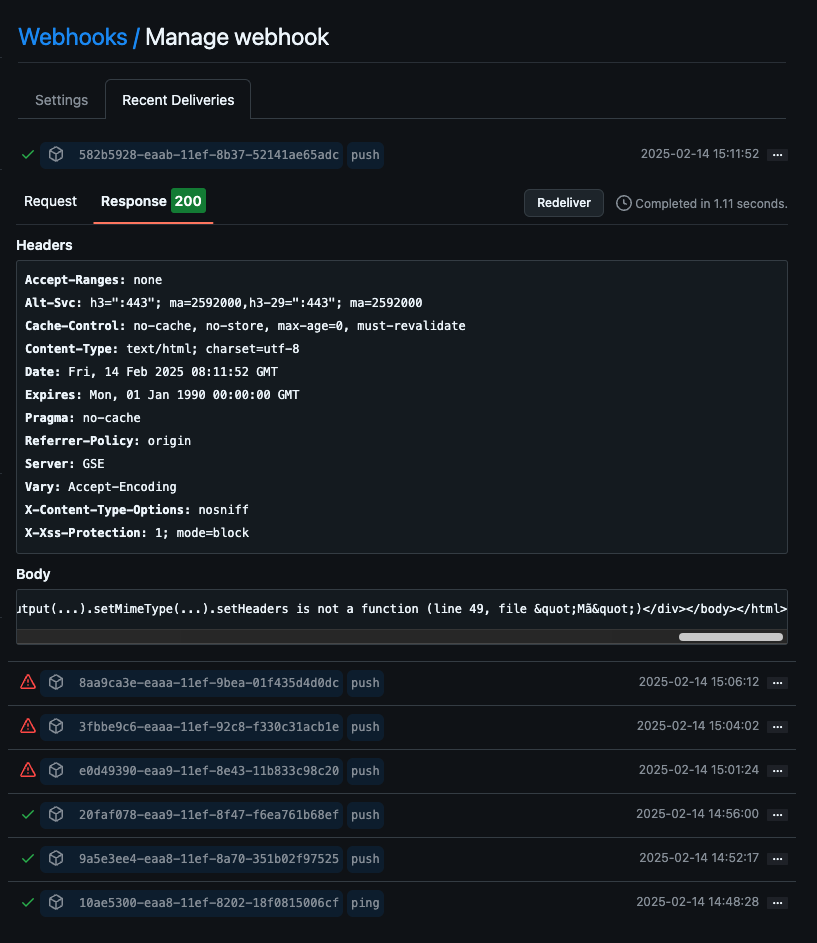 Webhooks / Manage webhook
Settings
Recent Deliveries
582b5928-eaab-11ef-8b37-52141ae65adc push 2025-02-14 15:11:52 ...
Request
Response 200
Redeliver
Completed in 1.11 seconds.
Headers
Accept-Ranges: none
Alt-Svc: h3=":443"; ma=2592000,h3-29=":443"; ma=2592000
Cache-Control: no-cache, no-store, max-age=0, must-revalidate
Content-Type: text/html; charset=utf-8
Date: Fri, 14 Feb 2025 08:11:52 GMT
Expires: Mon, 01 Jan 1990 00:00:00 GMT
Pragma: no-cache
Referrer-Policy: origin
Server: GSE
Vary: Accept-Encoding
X-Content-Type-Options: nosniff
X-Xss-Protection: 1; mode=block
Body
utput(...).setMimeType(...).setHeaders is not a function (line 49, file &quot;Mã&quot;)</div></body></html>
8aa9ca3e-eaaa-11ef-9bea-01f435d4d0dc push 2025-02-14 15:06:12 ...
3fbbe9c6-eaaa-11ef-92c8-f330c31acb1e push 2025-02-14 15:04:02 ...
e0d49390-eaa9-11ef-8e43-11b833c98c20 push 2025-02-14 15:01:24 ...
20faf078-eaa9-11ef-8f47-f6ea761b68ef push 2025-02-14 14:56:00 ...
9a5e3ee4-eaa8-11ef-8a70-351b02f97525 push 2025-02-14 14:52:17 ...
10ae5300-eaa8-11ef-8202-18f0815006cf ping 2025-02-14 14:48:28 ...